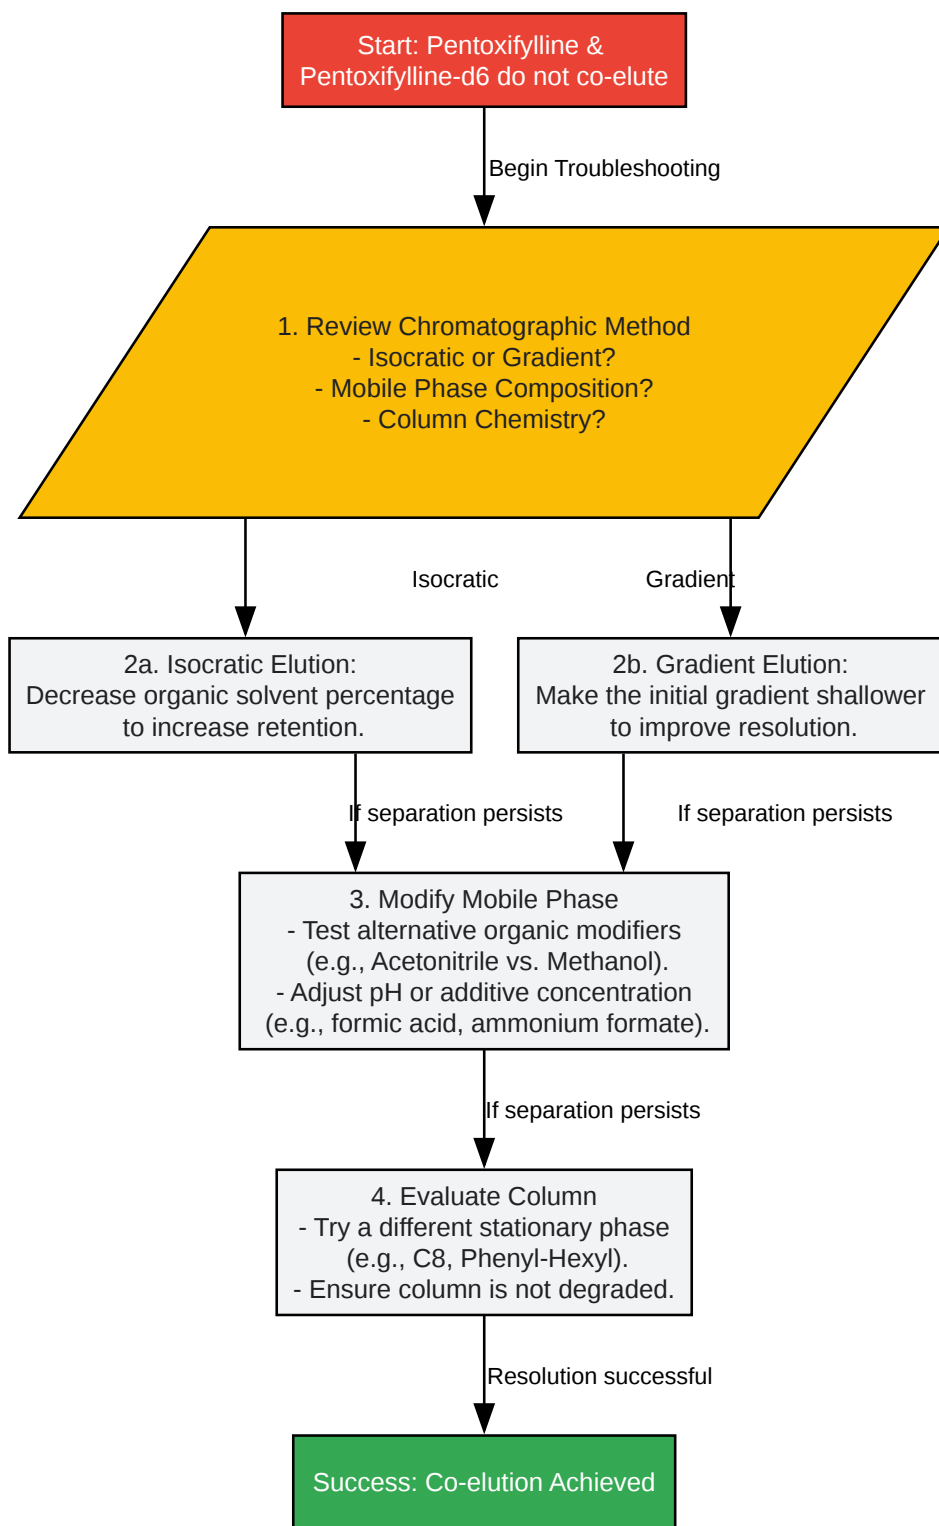 Start: Pentoxifylline &
Pentoxifylline-d6 do not co-elute
Begin Troubleshooting
1. Review Chromatographic Method
- Isocratic or Gradient?
- Mobile Phase Composition?
- Column Chemistry?
Isocratic
Gradient
2a. Isocratic Elution:
Decrease organic solvent percentage
to increase retention.
2b. Gradient Elution:
Make the initial gradient shallower
to improve resolution.
If separation persists
If separation persists
3. Modify Mobile Phase
- Test alternative organic modifiers
(e.g., Acetonitrile vs. Methanol).
- Adjust pH or additive concentration
(e.g., formic acid, ammonium formate).
If separation persists
4. Evaluate Column
- Try a different stationary phase
(e.g., C8, Phenyl-Hexyl).
- Ensure column is not degraded.
Resolution successful
Success: Co-elution Achieved